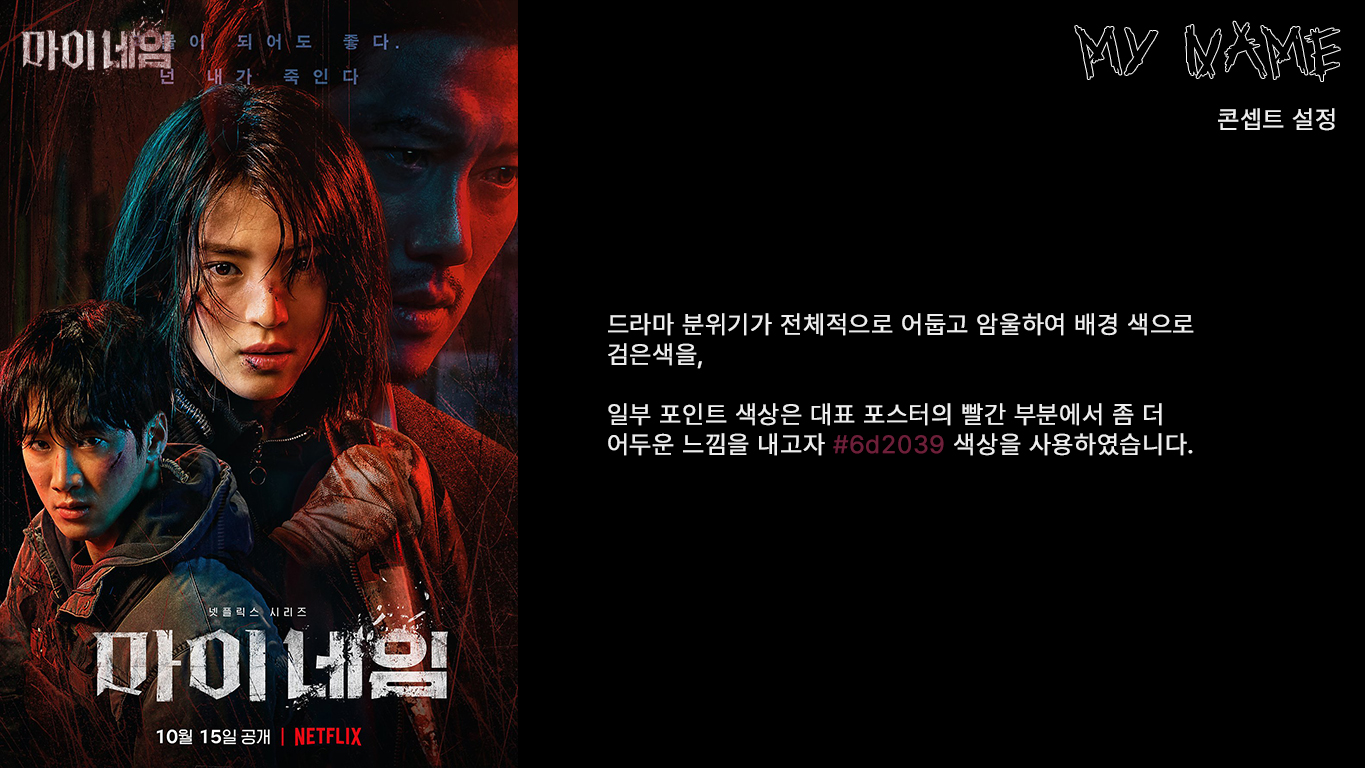 마이네임
이 되어도 좋다.
넌 내가 죽인다
넷플릭스 시리즈
마이네임
10월 15일 공개 | NETFLIX
MY NAME
콘셉트 설정
드라마 분위기가 전체적으로 어둡고 암울하여 배경 색으로
검은색을,
일부 포인트 색상은 대표 포스터의 빨간 부분에서 좀 더
어두운 느낌을 내고자 #6d2039 색상을 사용하였습니다.